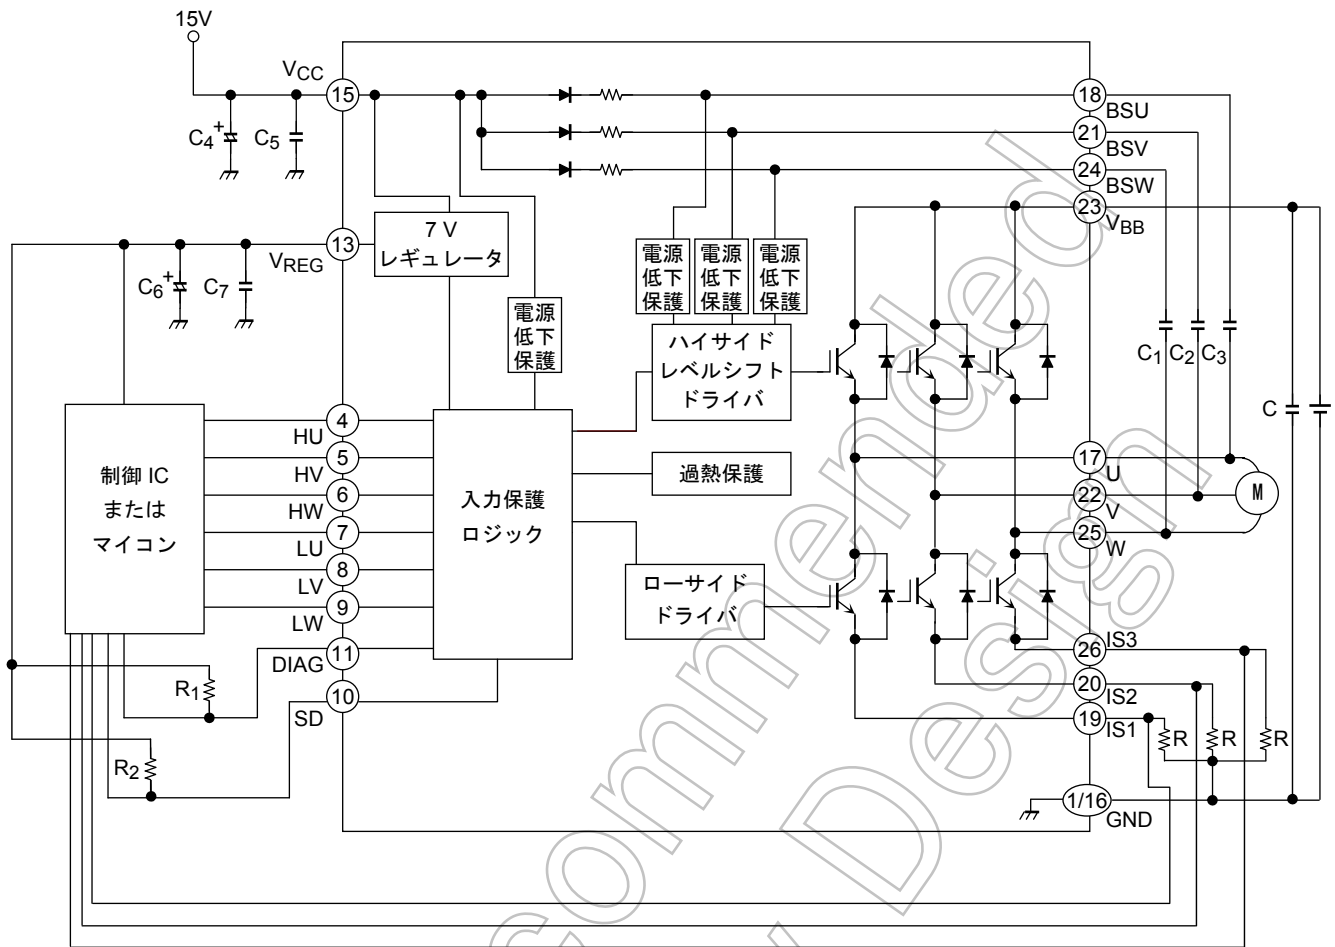 15V
VCC
15
18
BSU
C4
+
C5
21
BSV
24
BSW
23
VBB
13
VREG
7 V
レギュレータ
電源
低下
保護
電源
低下
保護
電源
低下
保護
電源
低下
保護
C6
+
C7
ハイサイド
レベルシフト
ドライバ
C1
C2
C3
C
制御 IC
または
マイコン
4
HU
5
HV
6
HW
7
LU
8
LV
9
LW
11
DIAG
10
SD
入力保護
ロジック
過熱保護
ローサイド
ドライバ
17
U
22
V
25
W
M
26
IS3
20
IS2
19
IS1
R
R
R
R1
R2
1/16
GND
commended
Design